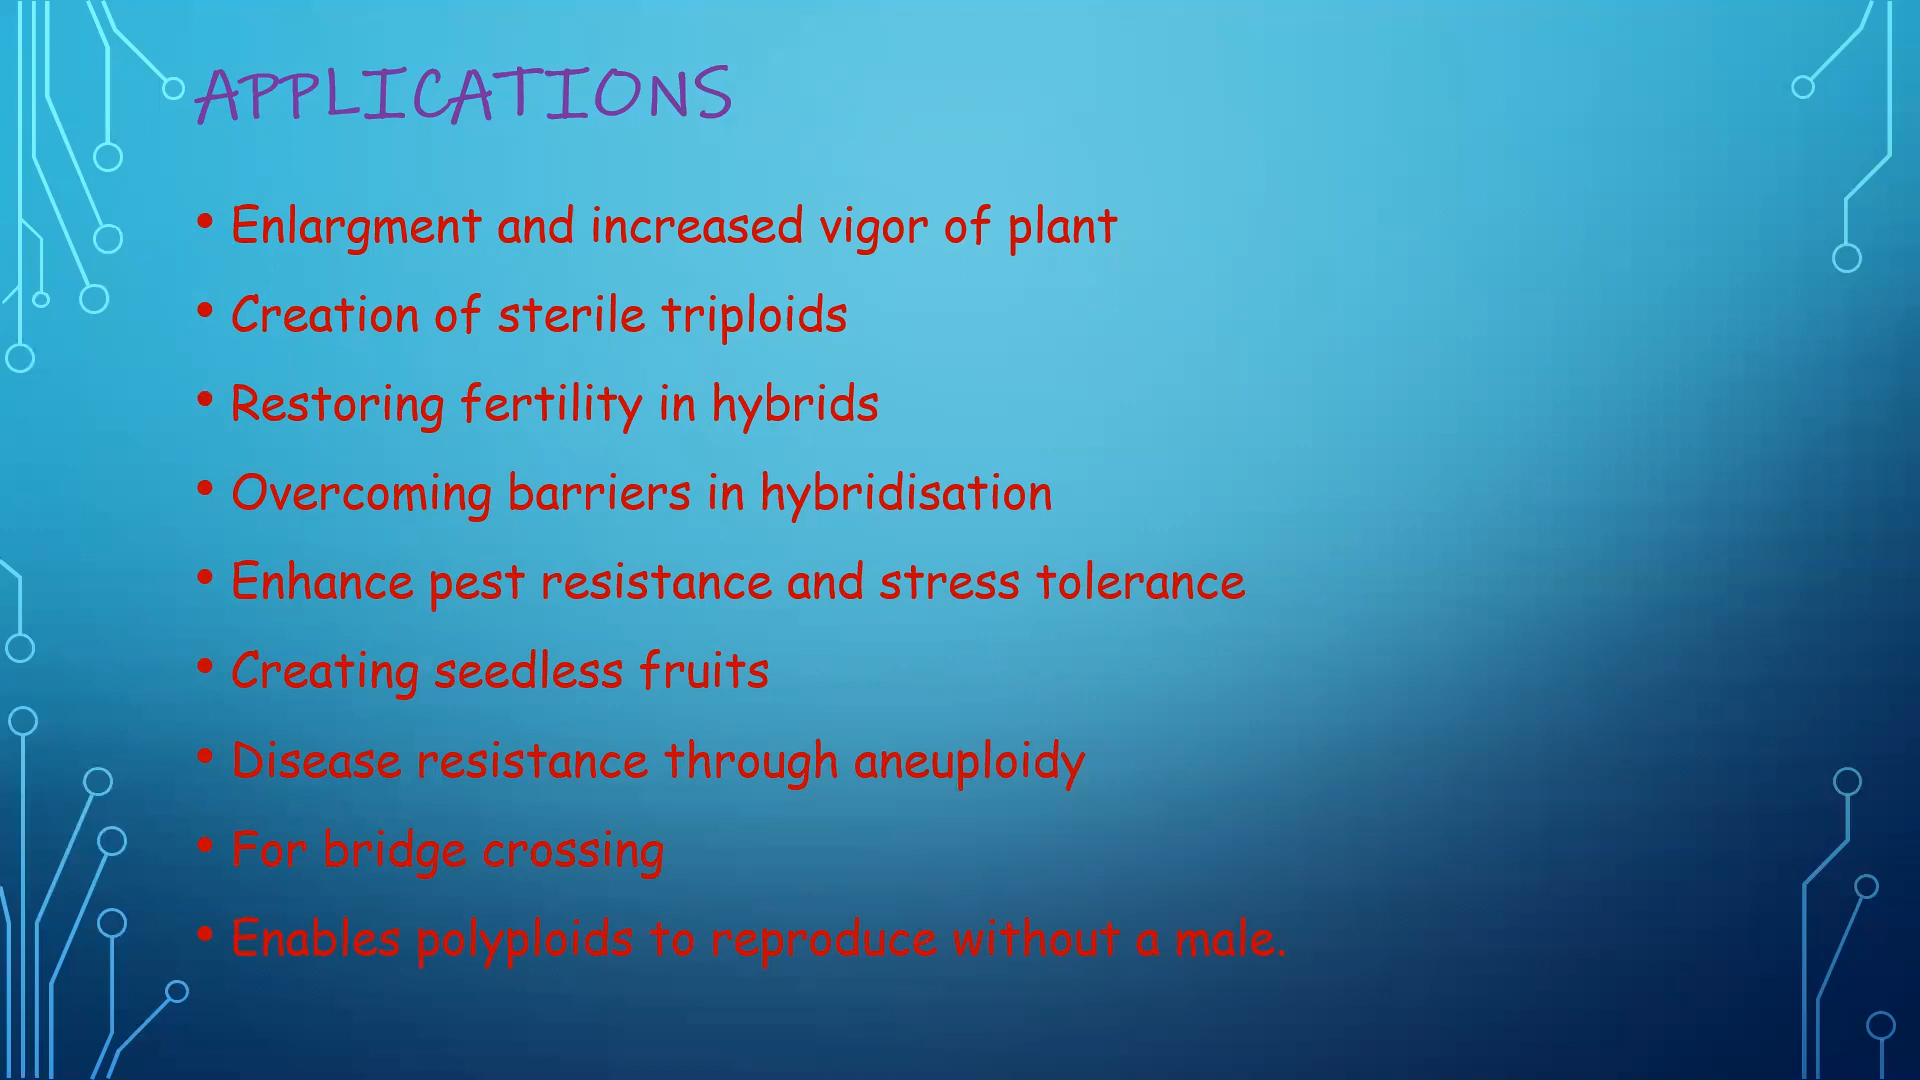 APPLICATIONS
• Enlargment and increased vigor of plant
• Creation of sterile triploids
• Restoring fertility in hybrids
• Overcoming barriers in hybridisation
• Enhance pest resistance and stress tolerance
• Creating seedless fruits
• Disease resistance through aneuploidy
• For bridge crossing
• Enables polyploids to reproduce without a male.